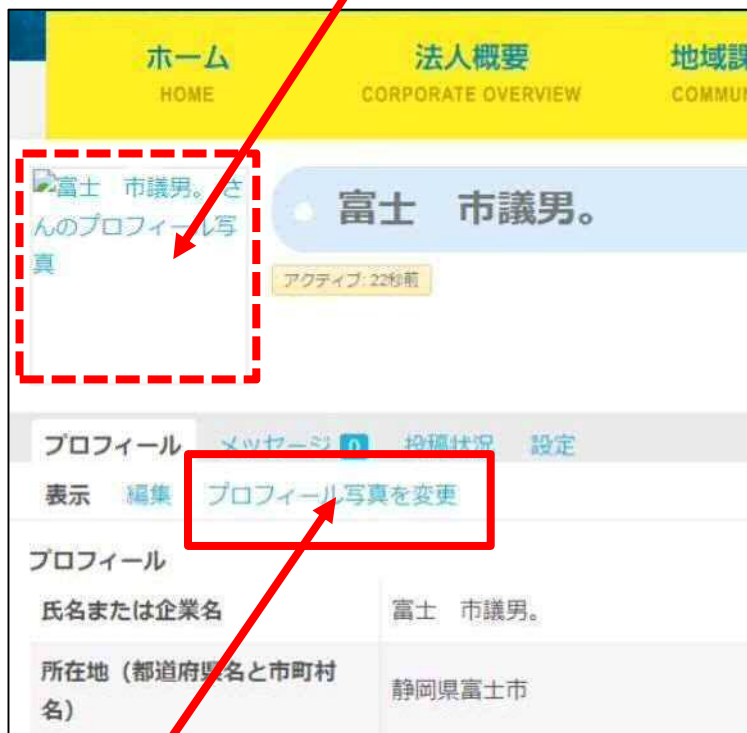 ホーム 法人概要 地域課
HOME CORPORATE OVERVIEW COMMUN
富士　市議男。 さ
んのプロフィール写
真
富士　市議男。
アクティブ: 22秒前
プロフィール メッセージ 0 投稿状況 設定
表示 編集 プロフィール写真を変更
プロフィール
氏名または企業名 富士　市議男。
所在地（都道府県名と市町村
名） 静岡県富士市